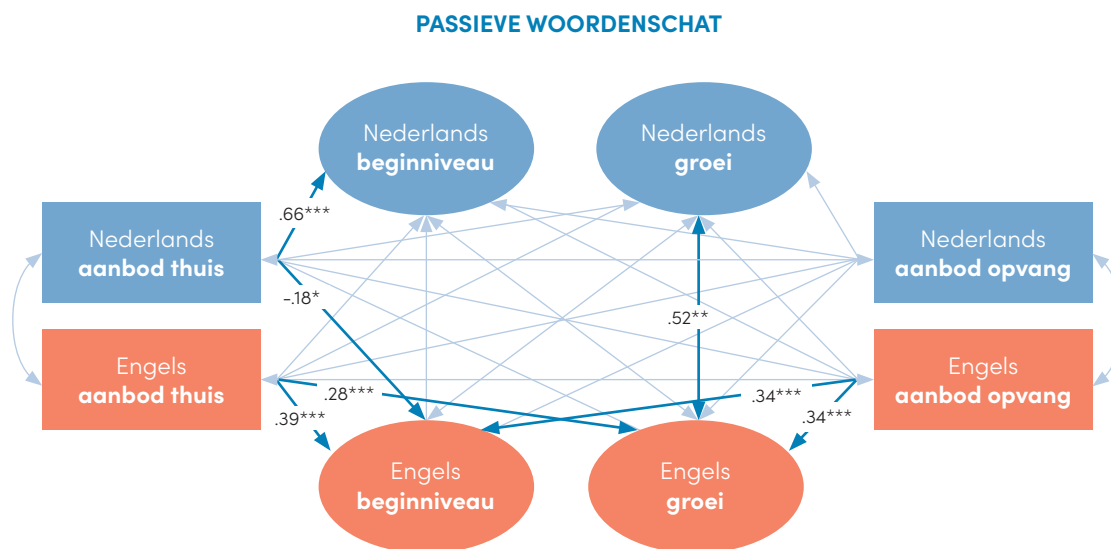 PASSIEVE WOORDENSCHAT
Nederlands
beginniveau
Nederlands
groei
.66***
Nederlands
aanbod thuis
Nederlands
aanbod opvang
-.18*
.52**
Engels
aanbod thuis
Engels
aanbod opvang
.28***
.34***
.39***
.34***
Engels
beginniveau
Engels
groei